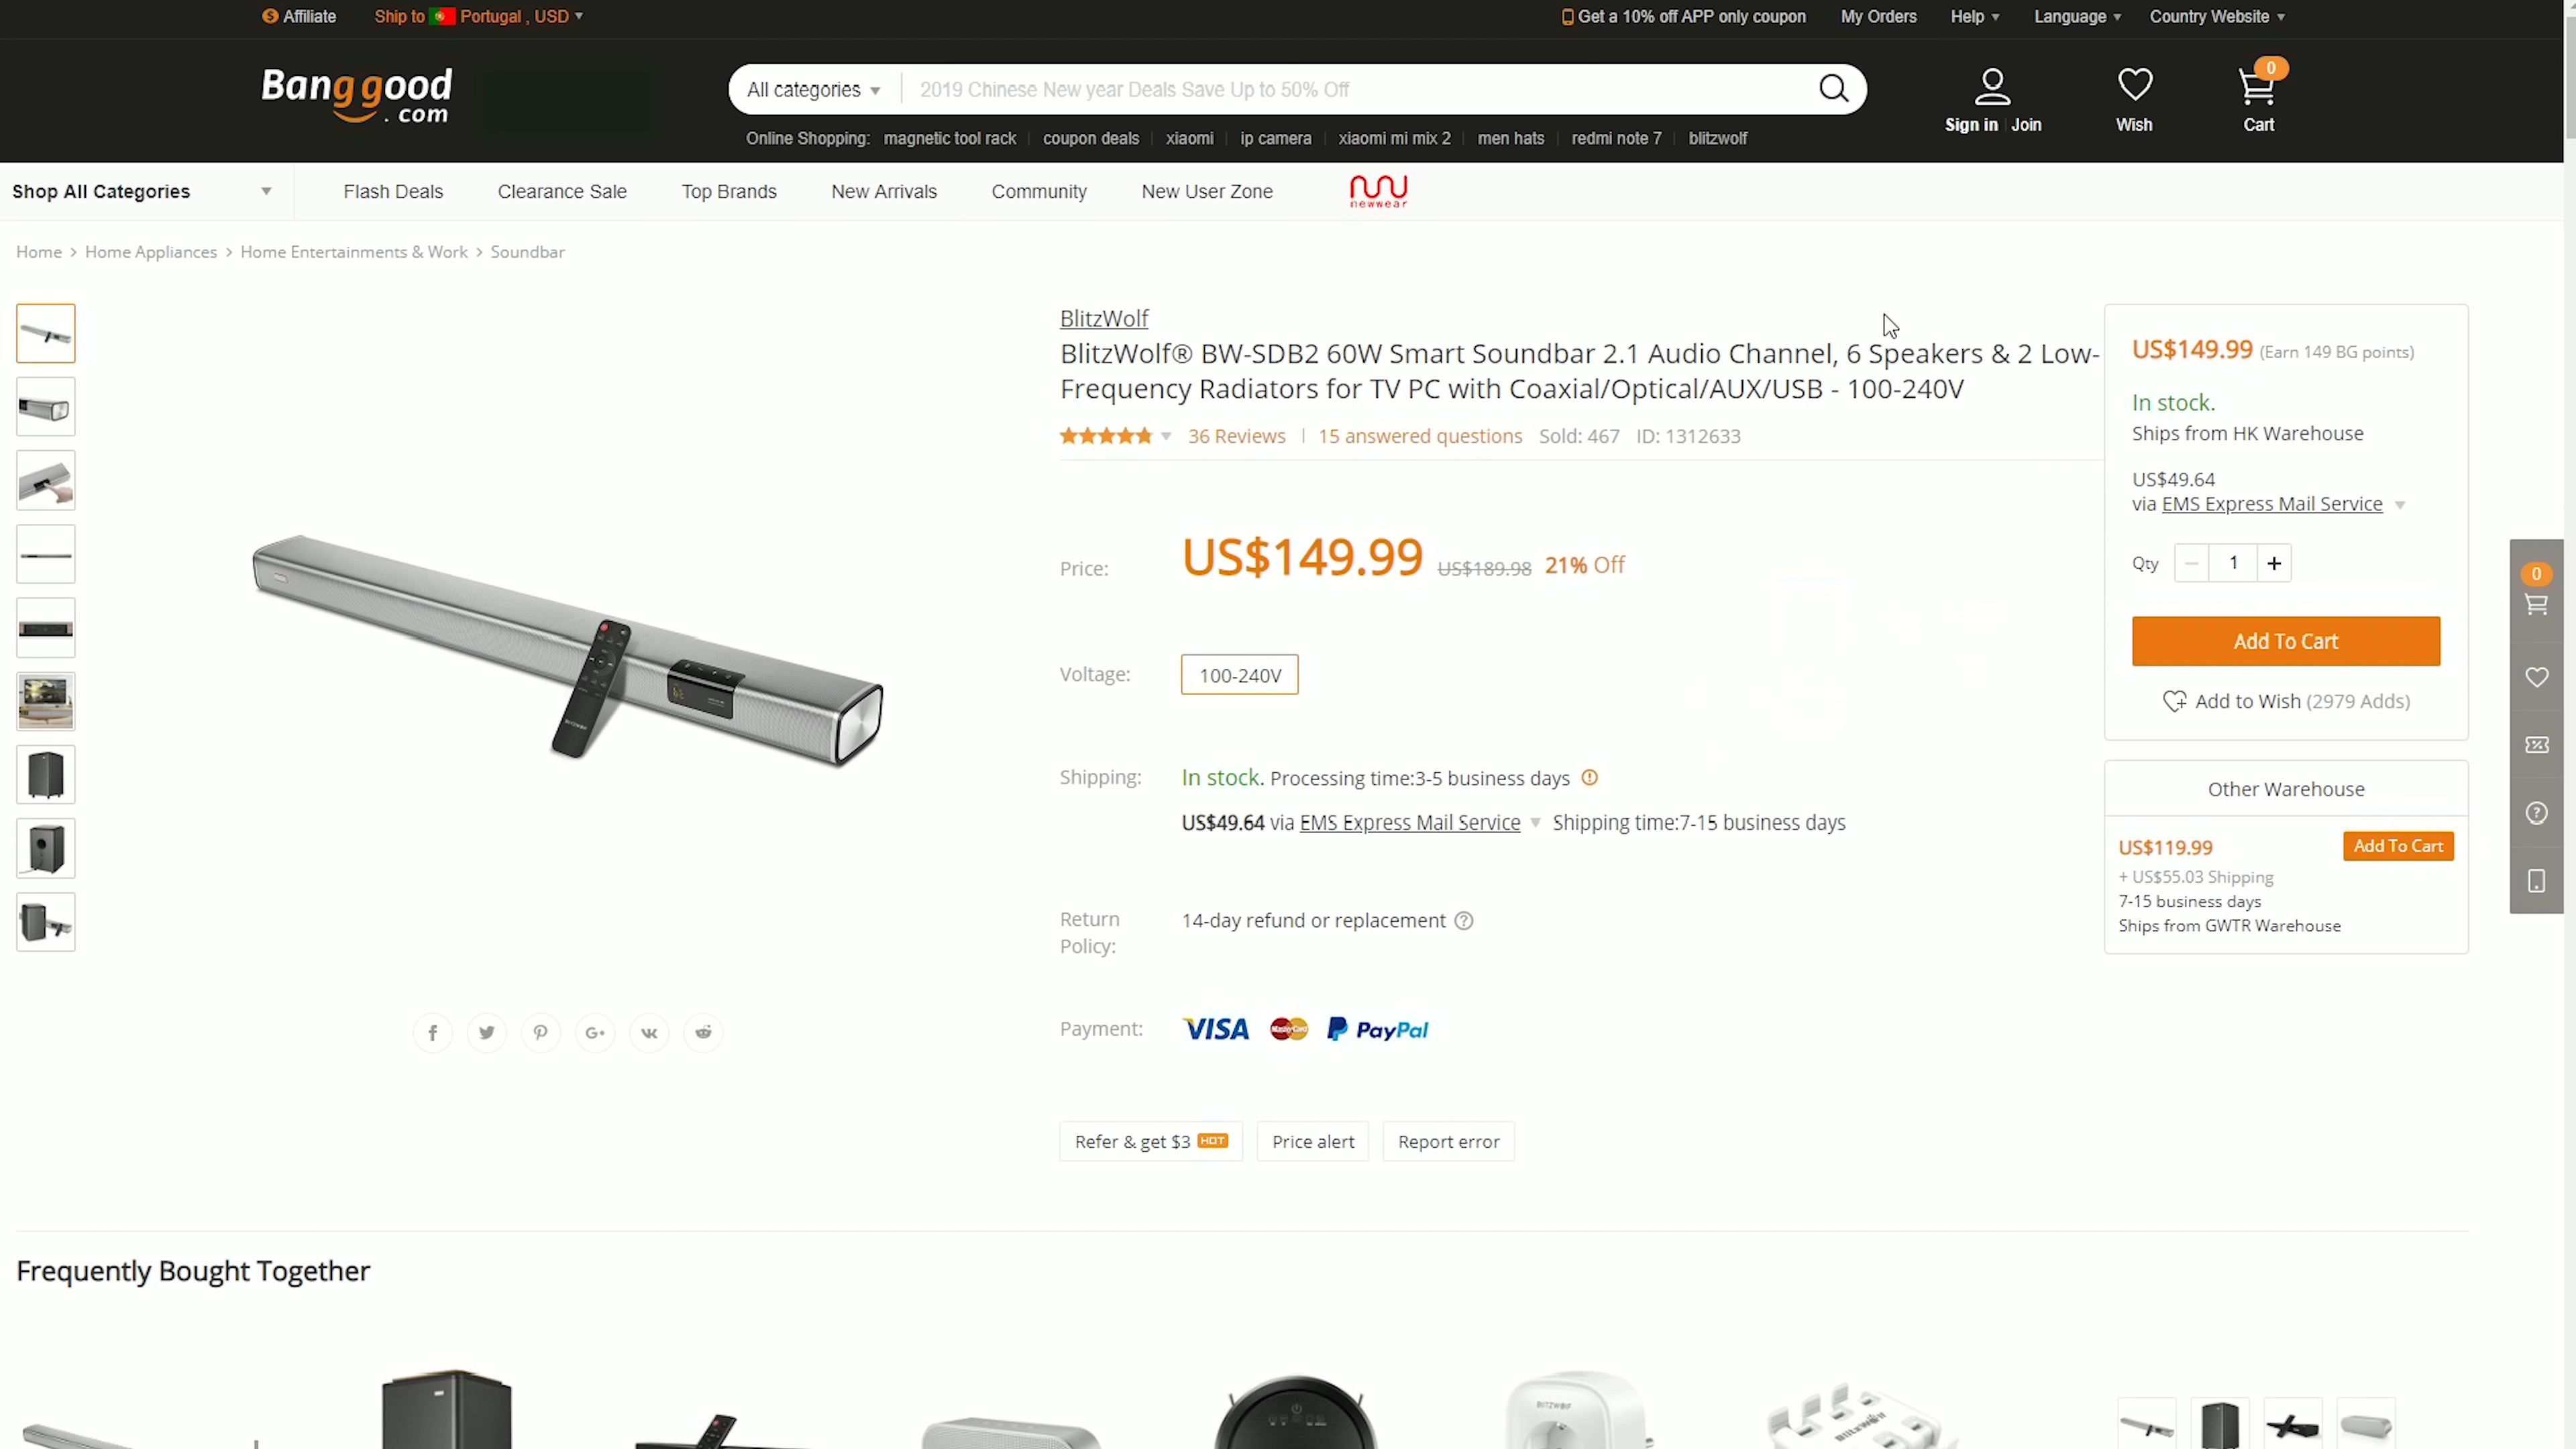 Affiliate
Ship to Portugal , USD
Get a 10% off APP only coupon
My Orders
Help
Language
Country Website
Banggood
.com
All categories
2019 Chinese New year Deals Save Up to 50% Off
Online Shopping: magnetic tool rack coupon deals xiaomi ip camera xiaomi mi mix 2 men hats redmi note 7 blitzwolf
Sign in Join
Wish
0
Cart
Shop All Categories
Flash Deals
Clearance Sale
Top Brands
New Arrivals
Community
New User Zone
newwear
Home > Home Appliances > Home Entertainments & Work > Soundbar
BlitzWolf
BlitzWolf® BW-SDB2 60W Smart Soundbar 2.1 Audio Channel, 6 Speakers & 2 Low-
Frequency Radiators for TV PC with Coaxial/Optical/AUX/USB - 100-240V
36 Reviews | 15 answered questions Sold: 467 ID: 1312633
Price: US$149.99 US$189.98 21% Off
Voltage: 100-240V
Shipping: In stock. Processing time:3-5 business days
US$49.64 via EMS Express Mail Service Shipping time:7-15 business days
Return
Policy:
14-day refund or replacement
Payment: VISA MasterCard PayPal
Refer & get $3 HOT
Price alert
Report error
US$149.99 (Earn 149 BG points)
In stock.
Ships from HK Warehouse
US$49.64
via EMS Express Mail Service
Qty 1 +
Add To Cart
Add to Wish (2979 Adds)
Other Warehouse
US$119.99 Add To Cart
+ US$55.03 Shipping
7-15 business days
Ships from GWTR Warehouse
0
Frequently Bought Together
BLITZWOLF
BlitzWolf